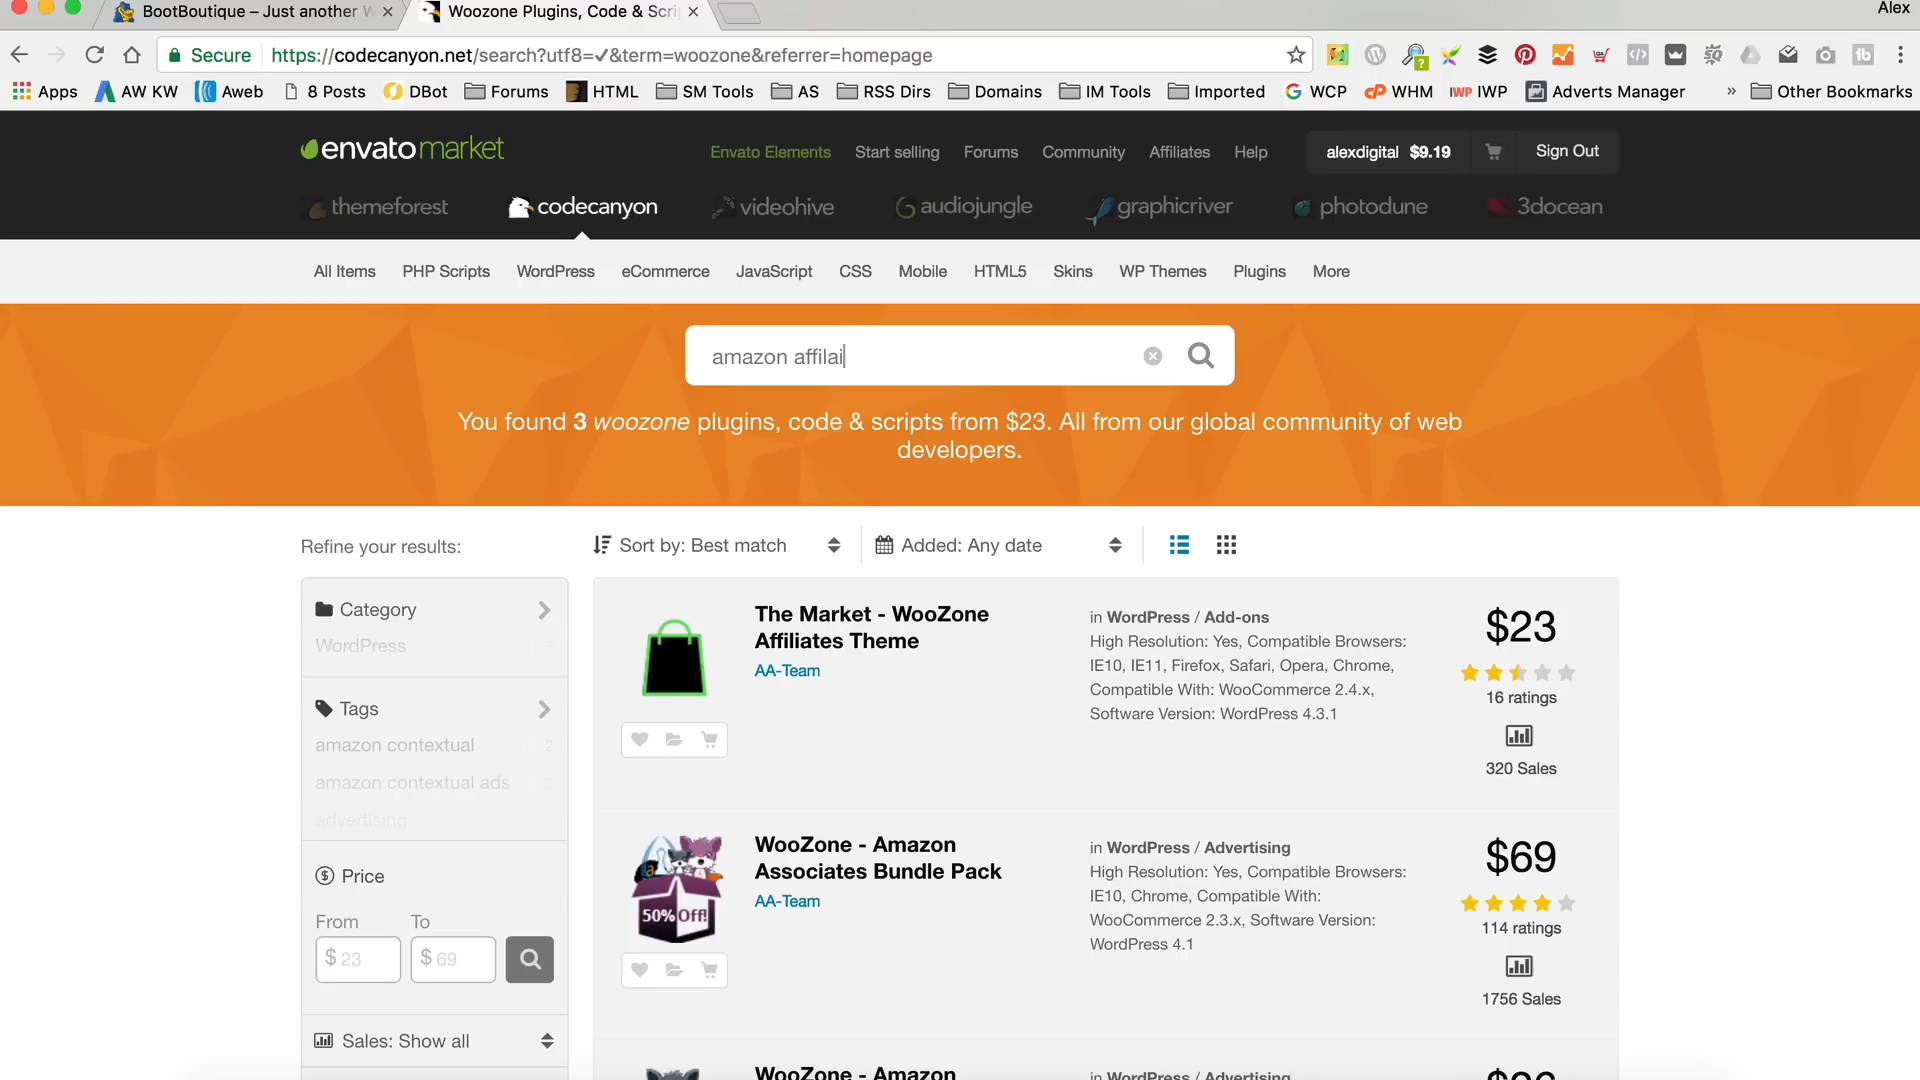 BootBoutique – Just another W
Woozone Plugins, Code & Scri
Alex
Secure
https://codecanyon.net/search?utf8=✓&term=woozone&referrer=homepage
Apps
AW KW
Aweb
8 Posts
DBot
Forums
HTML
SM Tools
AS
RSS Dirs
Domains
IM Tools
Imported
WCP
WHM
IWP IWP
Adverts Manager
»
Other Bookmarks
envato market
Envato Elements
Start selling
Forums
Community
Affiliates
Help
alexdigital $9.19
Sign Out
themeforest
codecanyon
videohive
audiojungle
graphicriver
photodune
3docean
All Items
PHP Scripts
WordPress
eCommerce
JavaScript
CSS
Mobile
HTML5
Skins
WP Themes
Plugins
More
amazon affilai
You found 3 woozone plugins, code & scripts from $23. All from our global community of web
developers.
Refine your results:
Sort by: Best match
Added: Any date
Category
WordPress 3
Tags
amazon contextual 2
amazon contextual ads
advertising
Price
From
To
$ 23
$ 69
Sales: Show all
The Market - WooZone
Affiliates Theme
AA-Team
in WordPress / Add-ons
High Resolution: Yes, Compatible Browsers:
IE10, IE11, Firefox, Safari, Opera, Chrome,
Compatible With: WooCommerce 2.4.x,
Software Version: WordPress 4.3.1
$23
16 ratings
320 Sales
50% Off!
WooZone - Amazon
Associates Bundle Pack
AA-Team
in WordPress / Advertising
High Resolution: Yes, Compatible Browsers:
IE10, Chrome, Compatible With:
WooCommerce 2.3.x, Software Version:
WordPress 4.1
$69
114 ratings
1756 Sales
WooZone - Amazon
in WordPress / Advertising